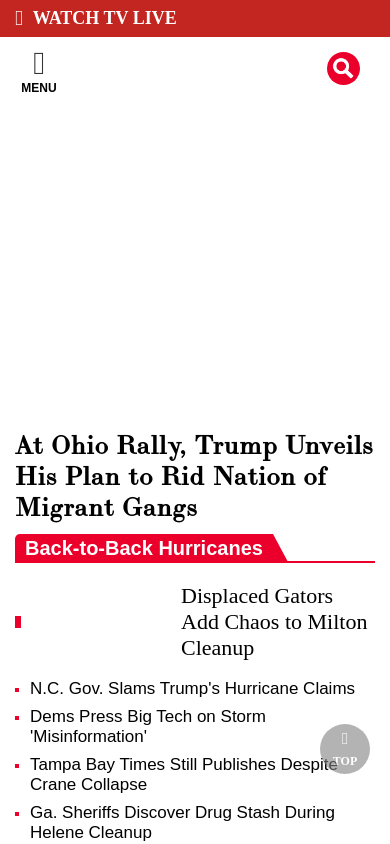 WATCH TV LIVE
MENU
At Ohio Rally, Trump Unveils
His Plan to Rid Nation of
Migrant Gangs
Back-to-Back Hurricanes
Displaced Gators
Add Chaos to Milton
Cleanup
N.C. Gov. Slams Trump's Hurricane Claims
Dems Press Big Tech on Storm
'Misinformation'
Tampa Bay Times Still Publishes Despite
Crane Collapse
TOP
Ga. Sheriffs Discover Drug Stash During
Helene Cleanup